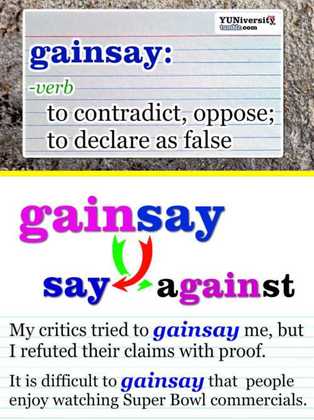 YUNiversity
tumblr.com
gainsay:
-verb
to contradict, oppose;
to declare as false
gainsay
say against
My critics tried to gainsay me, but
I refuted their claims with proof.
It is difficult to gainsay that people
enjoy watching Super Bowl commercials.